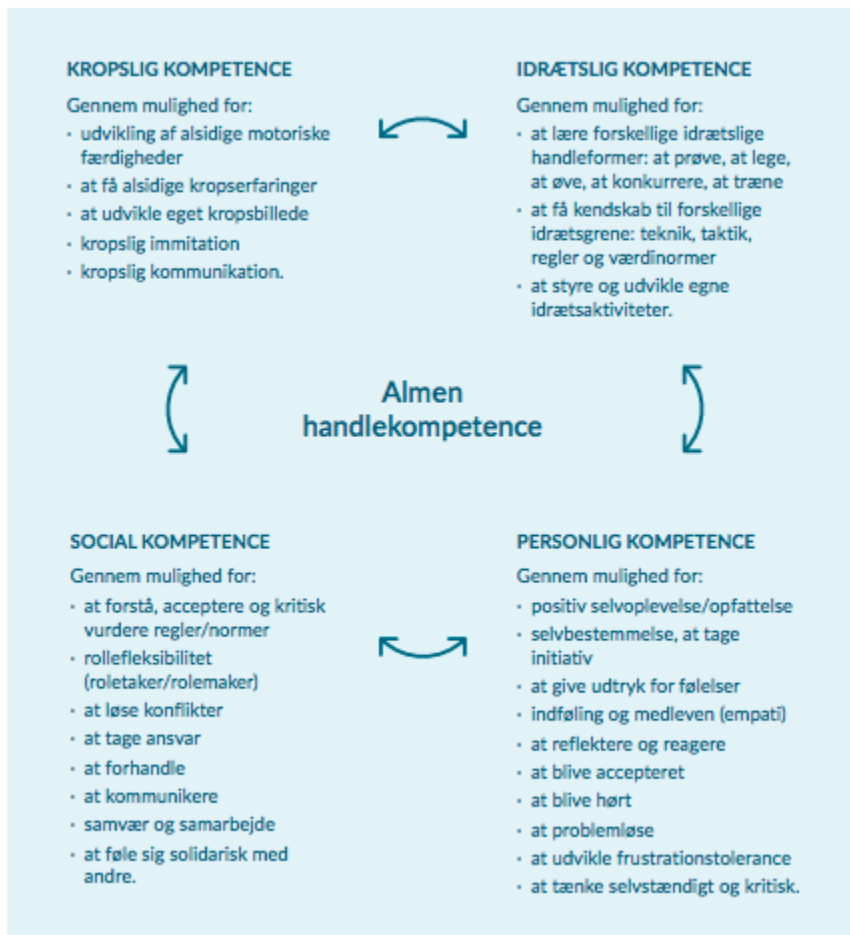 KROPSLIG KOMPETENCE
Gennem mulighed for:
· udvikling af alsidige motoriske
færdigheder
· at få alsidige kropserfaringer
· at udvikle eget kropsbillede
· kropslig immitation
· kropslig kommunikation.
IDRÆTSLIG KOMPETENCE
Gennem mulighed for:
· at lære forskellige idrætslige
handleformer: at prøve, at lege,
at øve, at konkurrere, at træne
· at få kendskab til forskellige
idrætsgrene: teknik, taktik,
regler og værdinormer
· at styre og udvikle egne
idrætsaktiviteter.
Almen
handlekompetence
SOCIAL KOMPETENCE
Gennem mulighed for:
· at forstå, acceptere og kritisk
vurdere regler/normer
· rollefleksibilitet
(roletaker/rolemaker)
· at løse konflikter
· at tage ansvar
· at forhandle
· at kommunikere
· samvær og samarbejde
· at føle sig solidarisk med
andre.
PERSONLIG KOMPETENCE
Gennem mulighed for:
· positiv selvoplevelse/opfattelse
· selvbestemmelse, at tage
initiativ
· at give udtryk for følelser
· indføling og medleven (empati)
· at reflektere og reagere
· at blive accepteret
· at blive hørt
· at problemløse
· at udvikle frustrationstolerance
· at tænke selvstændigt og kritisk.